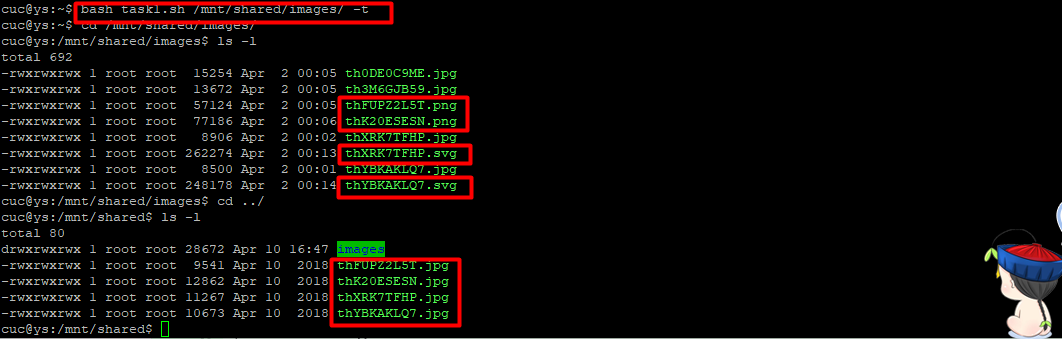 cuc@ys:~$ bash task1.sh /mnt/shared/images/ -t
cuc@ys:~$ cd /mnt/shared/images/
cuc@ys:/mnt/shared/images$ ls -l
total 692
-rwxrwxrwx 1 root root  15254 Apr  2 00:05 th0DE0C9ME.jpg
-rwxrwxrwx 1 root root  13672 Apr  2 00:05 th3M6GJB59.jpg
-rwxrwxrwx 1 root root  57124 Apr  2 00:05 thFUPZ2L5T.png
-rwxrwxrwx 1 root root  77186 Apr  2 00:06 thK20ESESN.png
-rwxrwxrwx 1 root root   8906 Apr  2 00:02 thXRK7TFHP.jpg
-rwxrwxrwx 1 root root 262274 Apr  2 00:13 thXRK7TFHP.svg
-rwxrwxrwx 1 root root   8500 Apr  2 00:01 thYBKAKLQ7.jpg
-rwxrwxrwx 1 root root 248178 Apr  2 00:14 thYBKAKLQ7.svg
cuc@ys:/mnt/shared/images$ cd ../
cuc@ys:/mnt/shared$ ls -l
total 80
drwxrwxrwx 1 root root 28672 Apr 10 16:47 images
-rwxrwxrwx 1 root root  9541 Apr 10  2018 thFUPZ2L5T.jpg
-rwxrwxrwx 1 root root 12862 Apr 10  2018 thK20ESESN.jpg
-rwxrwxrwx 1 root root 11267 Apr 10  2018 thXRK7TFHP.jpg
-rwxrwxrwx 1 root root 10673 Apr 10  2018 thYBKAKLQ7.jpg
cuc@ys:/mnt/shared$